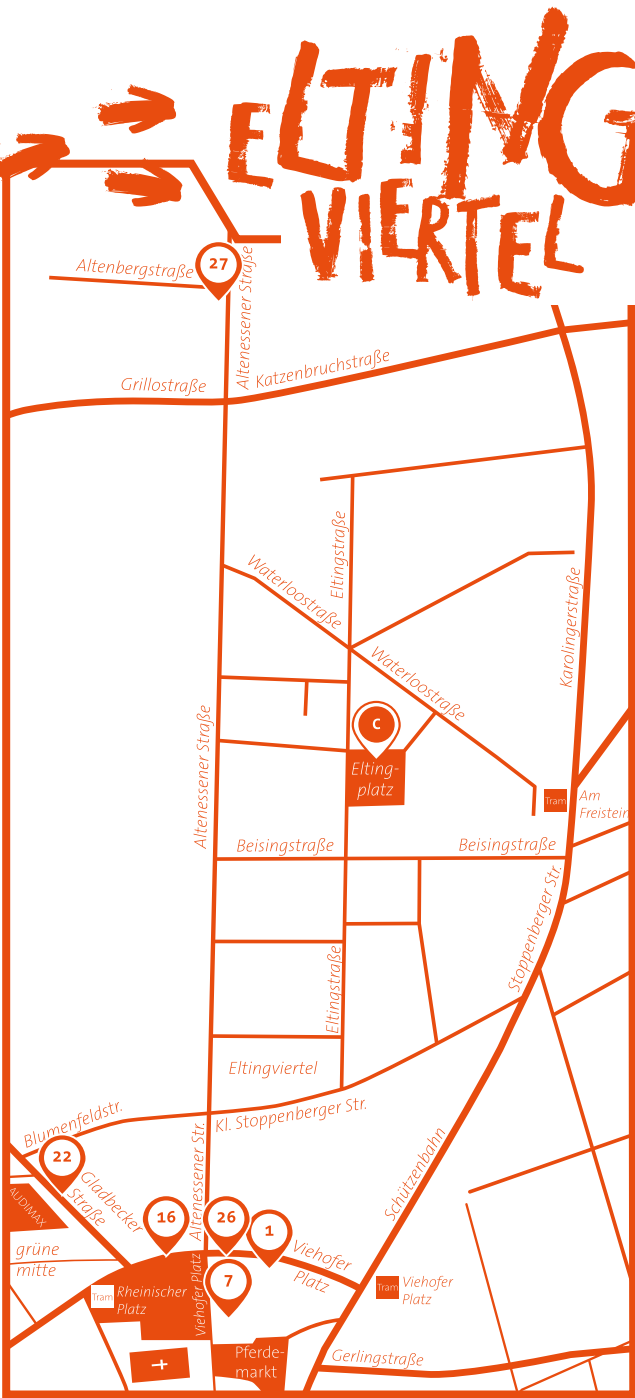 ELTING
VIERTEL
Altenbergstraße
27
Altenessener Straße
Grillostraße
Katzenbruchstraße
Eltingstraße
Waterloostraße
Karolingerstraße
Waterloostraße
C
Elting-
platz
Altenessener Straße
Tram
Am
Freistein
Beisingstraße
Beisingstraße
Stoppenberger Str.
Eltingstraße
Eltingviertel
Blumenfeldstr.
Kl. Stoppenberger Str.
22
Gladbecker
Straße
AUDIMAX
Altenessener Str.
Schützenbahn
16
26
1
grüne
mitte
Viehofer
Platz
7
Viehofer Platz
Tram
Rheinischer
Platz
Tram
Viehofer
Platz
Pferde-
markt
Gerlingstraße